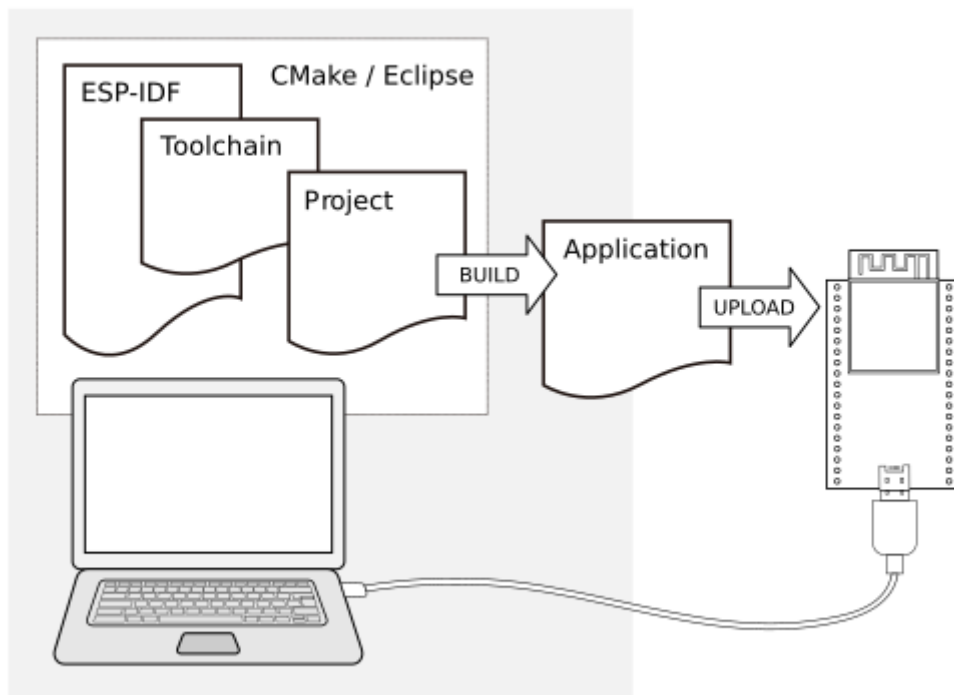 CMake / Eclipse
ESP-IDF
Toolchain
Project
BUILD
Application
UPLOAD